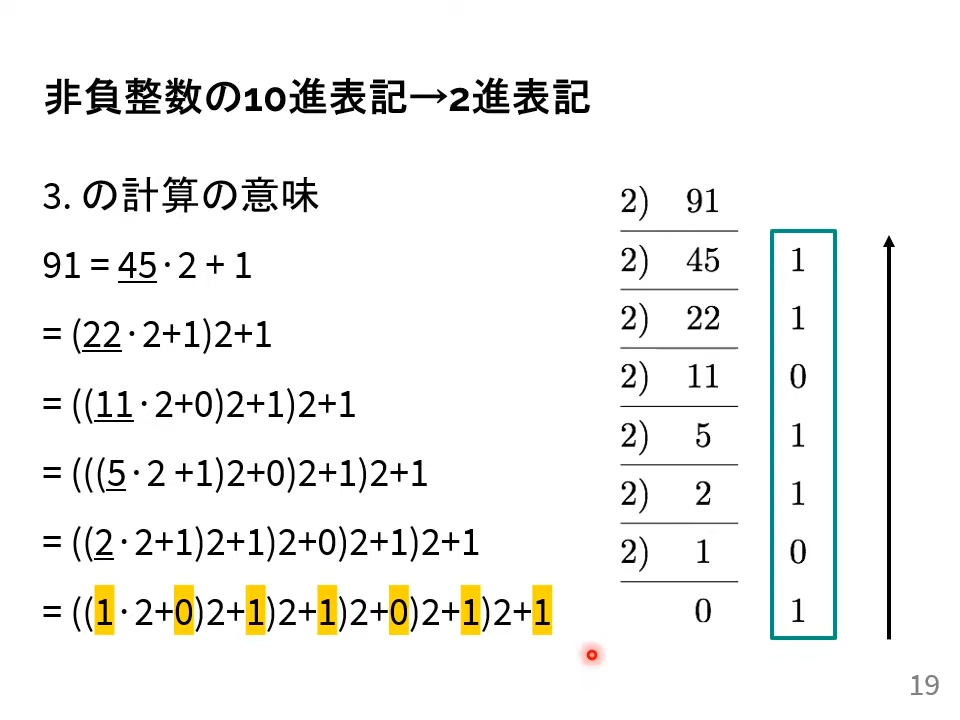 非負整数の10進表記→2進表記
3. の計算の意味
91 = 45·2 + 1
= (22·2+1)2+1
= ((11·2+0)2+1)2+1
= (((5·2 +1)2+0)2+1)2+1
= ((2·2+1)2+1)2+0)2+1)2+1
= ((1·2+0)2+1)2+1)2+0)2+1)2+1
2) 91
2) 45 1
2) 22 1
2) 11 0
2) 5 1
2) 2 1
2) 1 0
0 1
19